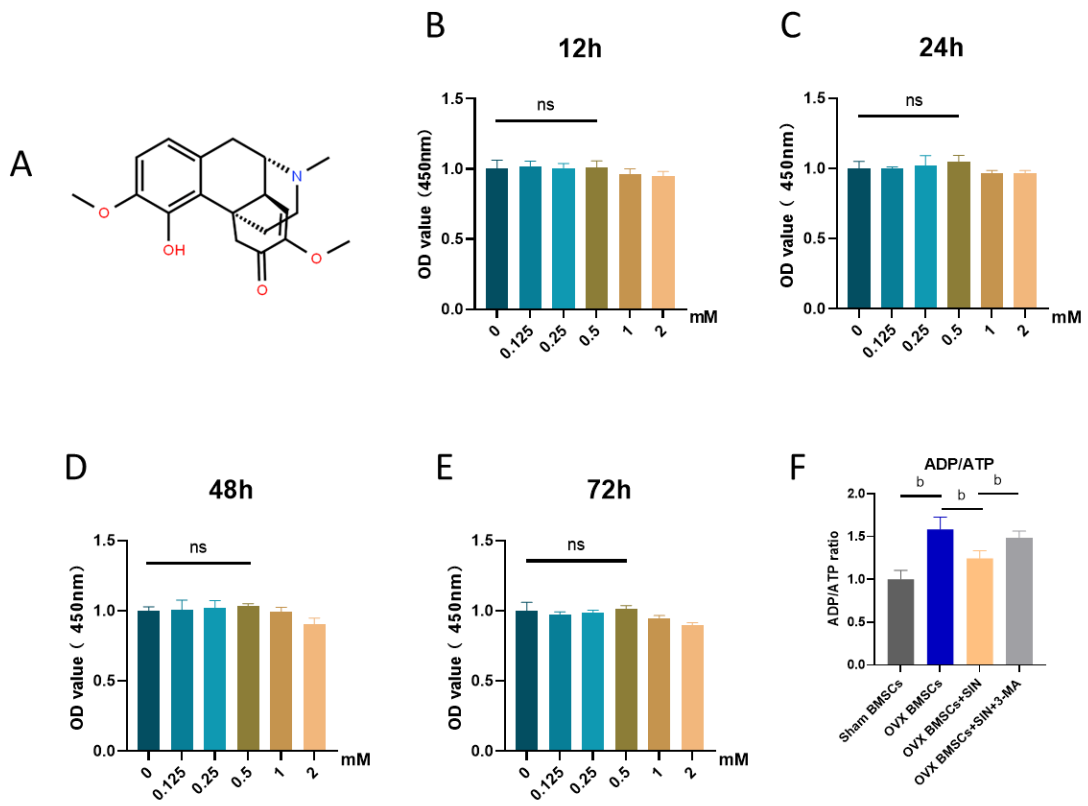 A
O
OH
N
O
O
B
12h
OD value (450nm)
1.5
1.0
0.5
0.0
ns
0
0.125
0.25
0.5
1
2
mM
C
24h
OD value ( 450nm)
1.5
1.0
0.5
0.0
ns
0
0.125
0.25
0.5
1
2
mM
D
48h
OD value ( 450nm)
1.5
1.0
0.5
0.0
ns
0
0.125
0.25
0.5
1
2
mM
E
72h
OD value ( 450nm)
1.5
1.0
0.5
0.0
ns
0
0.125
0.25
0.5
1
2
mM
F
ADP/ATP
ADP/ATP ratio
2.0
1.5
1.0
0.5
0.0
b
b
b
Sham BMSCs
OVX BMSCs
OVX BMSCs+SIN
OVX BMSCs+SIN+3-MA